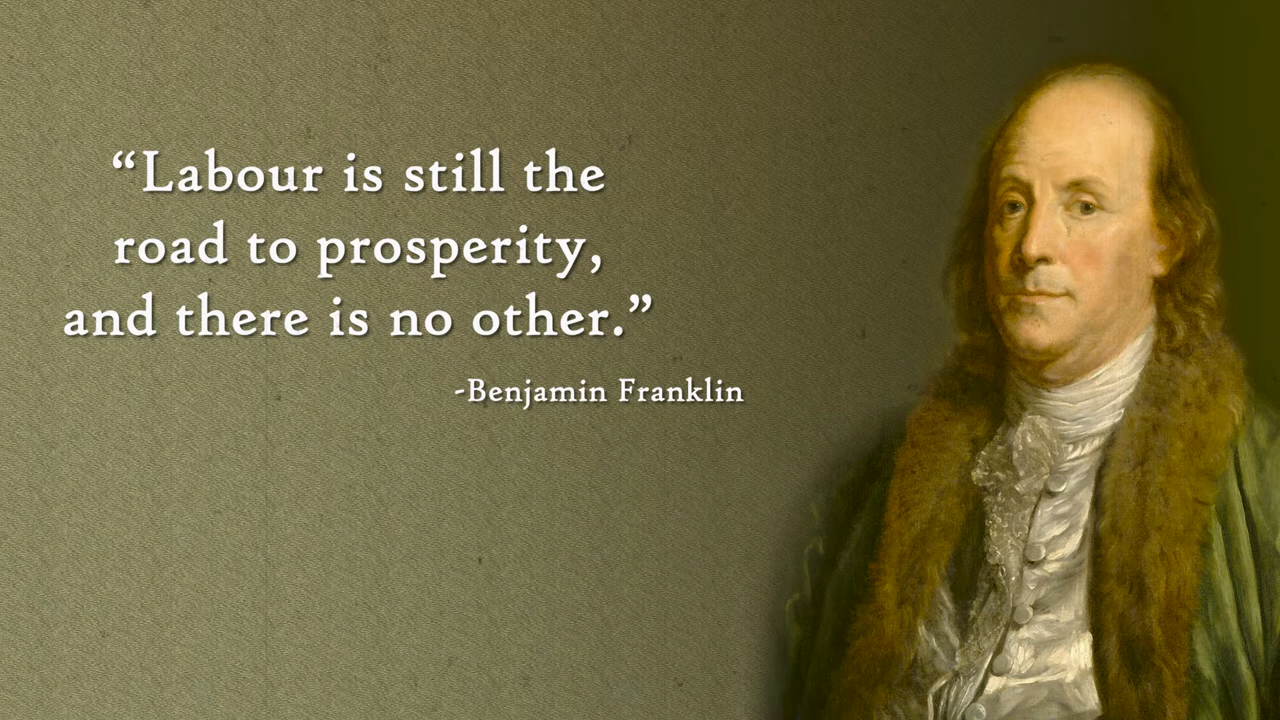 “Labour is still the
road to prosperity,
and there is no other.”
-Benjamin Franklin